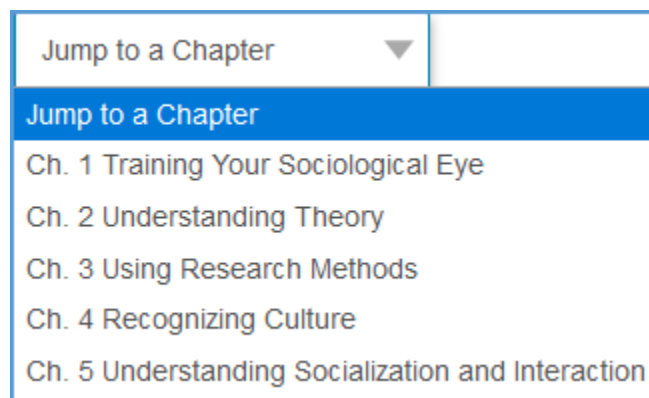 Jump to a Chapter
Jump to a Chapter
Ch. 1 Training Your Sociological Eye
Ch. 2 Understanding Theory
Ch. 3 Using Research Methods
Ch. 4 Recognizing Culture
Ch. 5 Understanding Socialization and Interaction